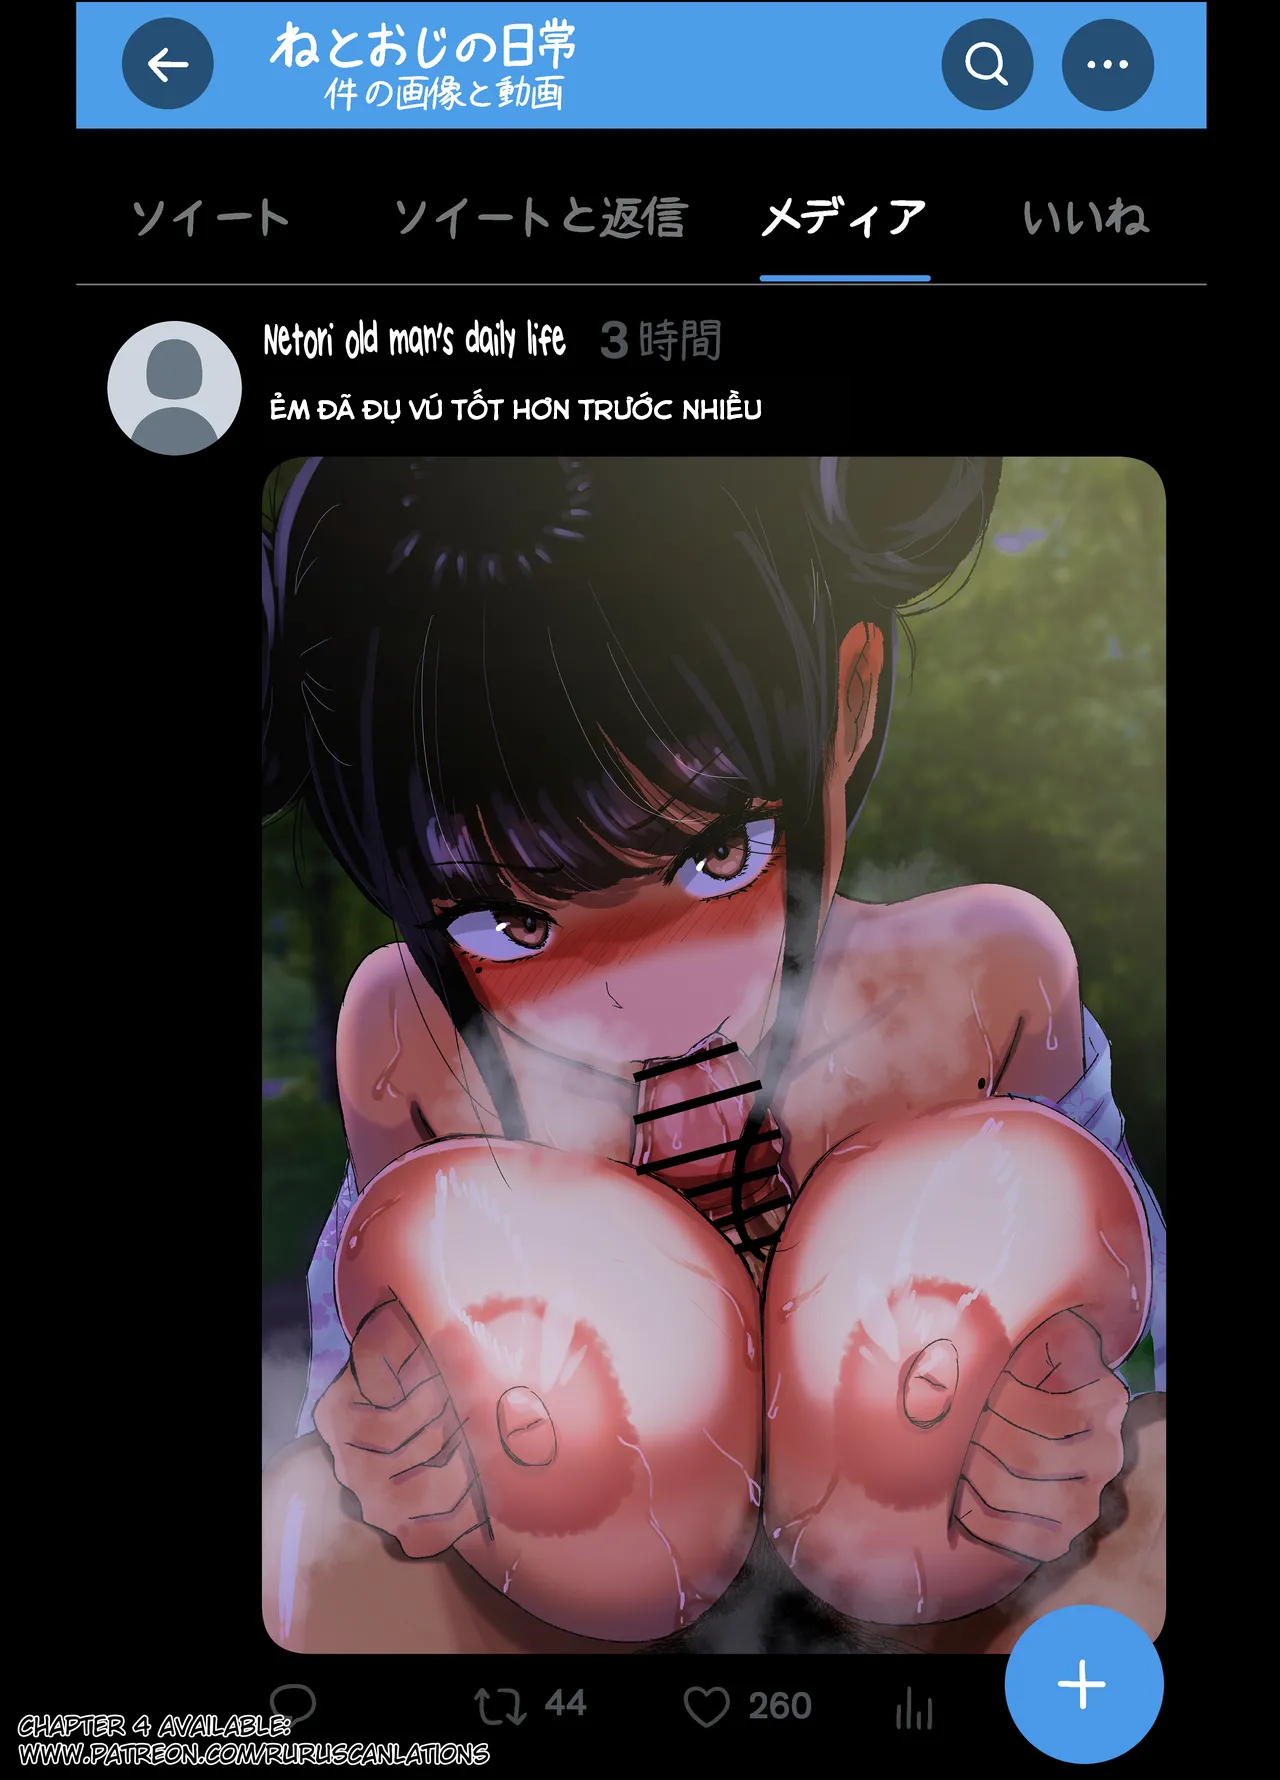 ねとおじの日常
件の画像と動画
ツイート
ツイートと返信
メディア
いいね
Netori old man's daily life 3時間
ẺM ĐÃ ĐỤ VÚ TỐT HƠN TRƯỚC NHIỀU
44
260
CHAPTER 4 AVAILABLE:
WWW.PATREON.COM/RURUSCANLATIONS